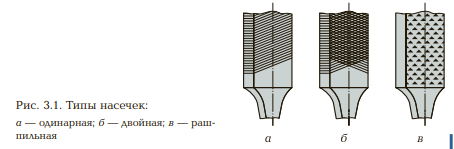 Рис. 3.1. Типы насечек:
а — одинарная; б — двойная; в — раш-
пильная
а б в